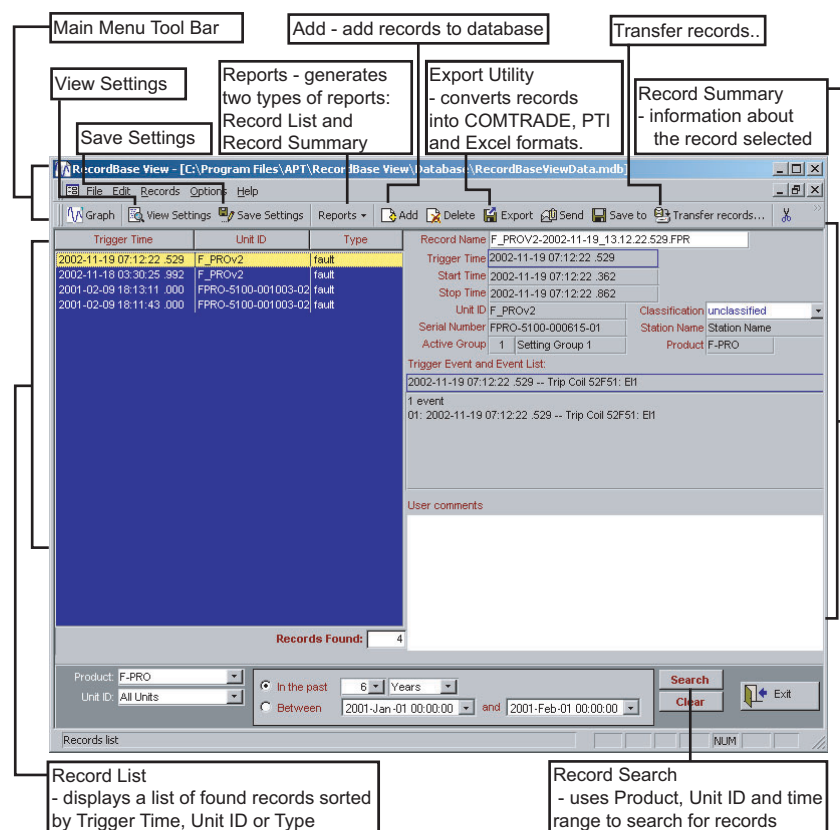 Main Menu Tool Bar
Add - add records to database
Transfer records..
View Settings
Reports - generates
two types of reports:
Record List and
Record Summary
Export Utility
- converts records
into COMTRADE, PTI
and Excel formats.
Record Summary
- information about
the record selected
Save Settings
RecordBase View - [C:\Program Files\APT\RecordBase View\Database\RecordBaseViewData.mdb]
File Edit Records Options Help
Graph View Settings Save Settings Reports Add Delete Export Send Save to Transfer records...
Trigger Time Unit ID Type
2002-11-19 07:12:22 .529 F_PROv2 fault
2002-11-18 03:30:25 .992 F_PROv2 fault
2001-02-09 18:13:11 .000 FPRO-5100-001003-02 fault
2001-02-09 18:11:43 .000 FPRO-5100-001003-02 fault
Records Found: 4
Record Name F_PROV2-2002-11-19_13.12.22.529.FPR
Trigger Time 2002-11-19 07:12:22 .529
Start Time 2002-11-19 07:12:22 .362
Stop Time 2002-11-19 07:12:22 .862
Unit ID F_PROv2 Classification unclassified
Serial Number FPRO-5100-000615-01 Station Name Station Name
Active Group 1 Setting Group 1 Product F-PRO
Trigger Event and Event List:
2002-11-19 07:12:22 .529 -- Trip Coil 52F51: EI1
1 event
01: 2002-11-19 07:12:22 .529 -- Trip Coil 52F51: EI1
User comments
Product: F-PRO
Unit ID: All Units
In the past 6 Years
Between 2001-Jan-01 00:00:00 and 2001-Feb-01 00:00:00
Search
Clear
Exit
Records list
NUM
Record List
- displays a list of found records sorted
by Trigger Time, Unit ID or Type
Record Search
- uses Product, Unit ID and time
range to search for records